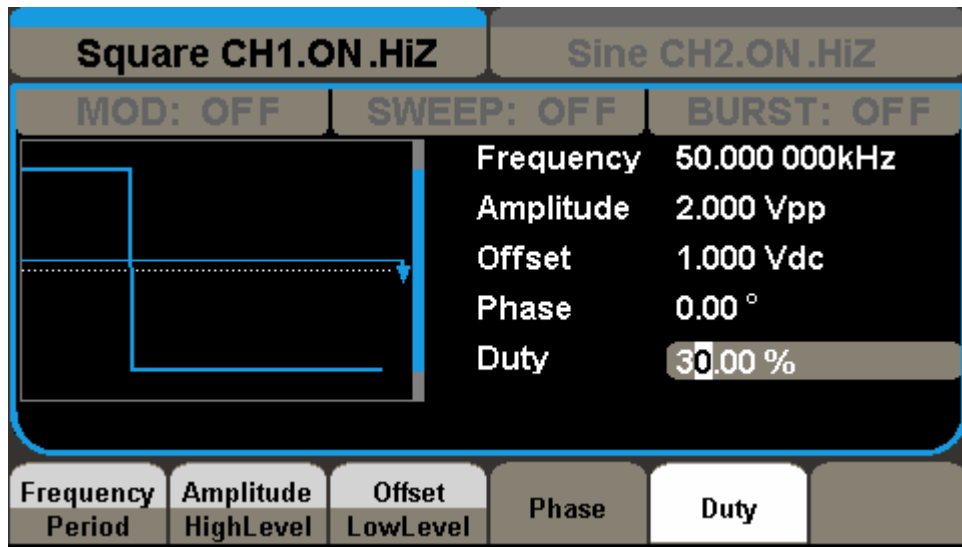 Square CH1.ON.HiZ
Sine CH2.ON.HiZ
MOD: OFF
SWEEP: OFF
BURST: OFF
Frequency 50.000 000kHz
Amplitude 2.000 Vpp
Offset 1.000 Vdc
Phase 0.00 °
Duty 30.00 %
Frequency
Period
Amplitude
HighLevel
Offset
LowLevel
Phase
Duty